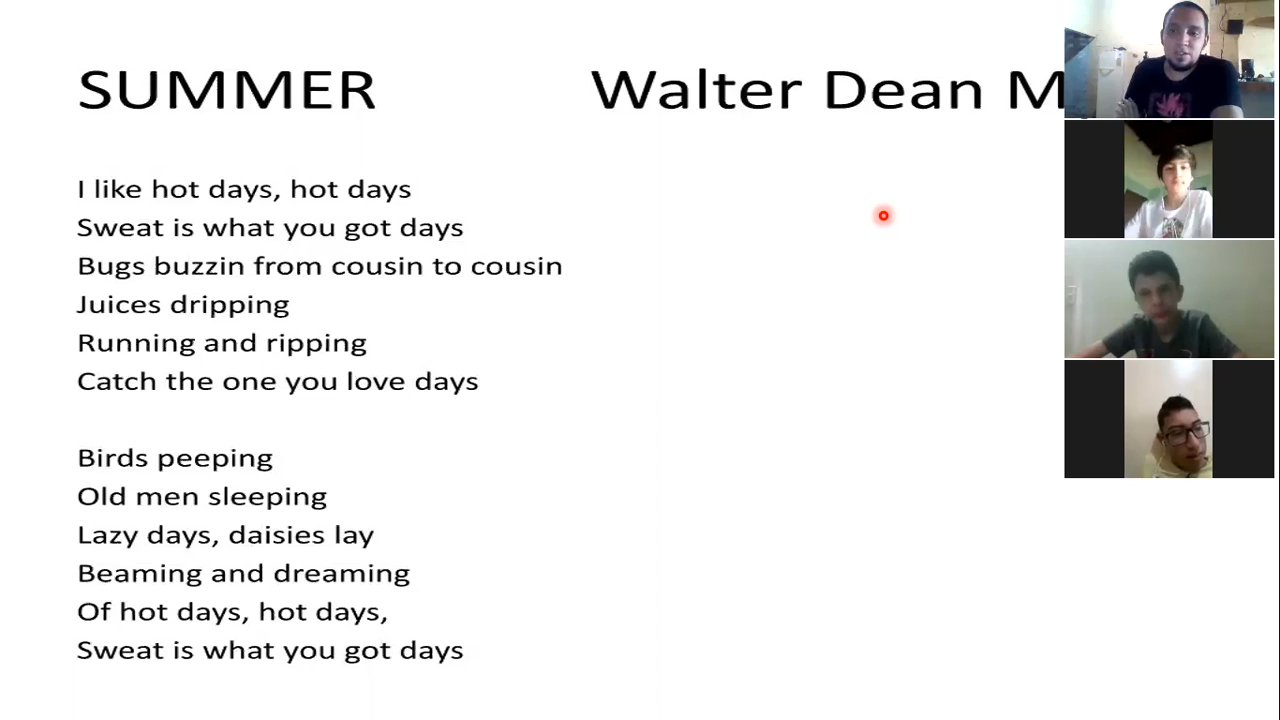 SUMMER Walter Dean
I like hot days, hot days
Sweat is what you got days
Bugs buzzin from cousin to cousin
Juices dripping
Running and ripping
Catch the one you love days
Birds peeping
Old men sleeping
Lazy days, daisies lay
Beaming and dreaming
Of hot days, hot days,
Sweat is what you got days